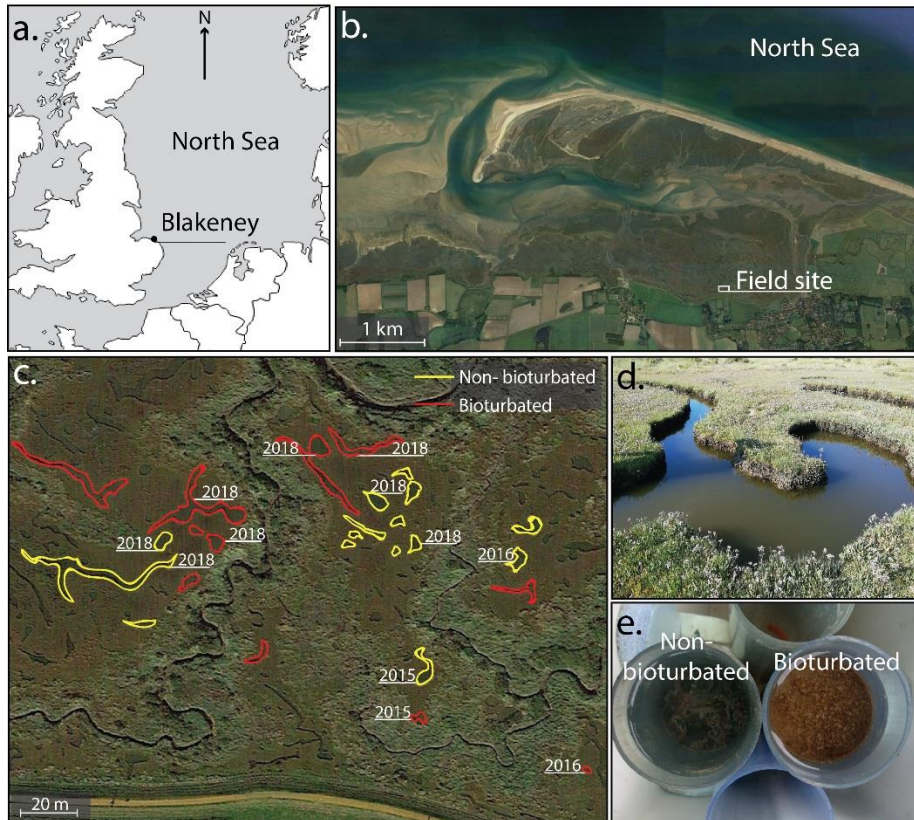 a.
N
North Sea
Blakeney
b.
North Sea
Field site
1 km
c.
Non- bioturbated
Bioturbated
2018
2018
2018
2018
2018
2018
2018
2018
2016
2015
2015
2016
20 m
d.
e.
Non-
bioturbated
Bioturbated